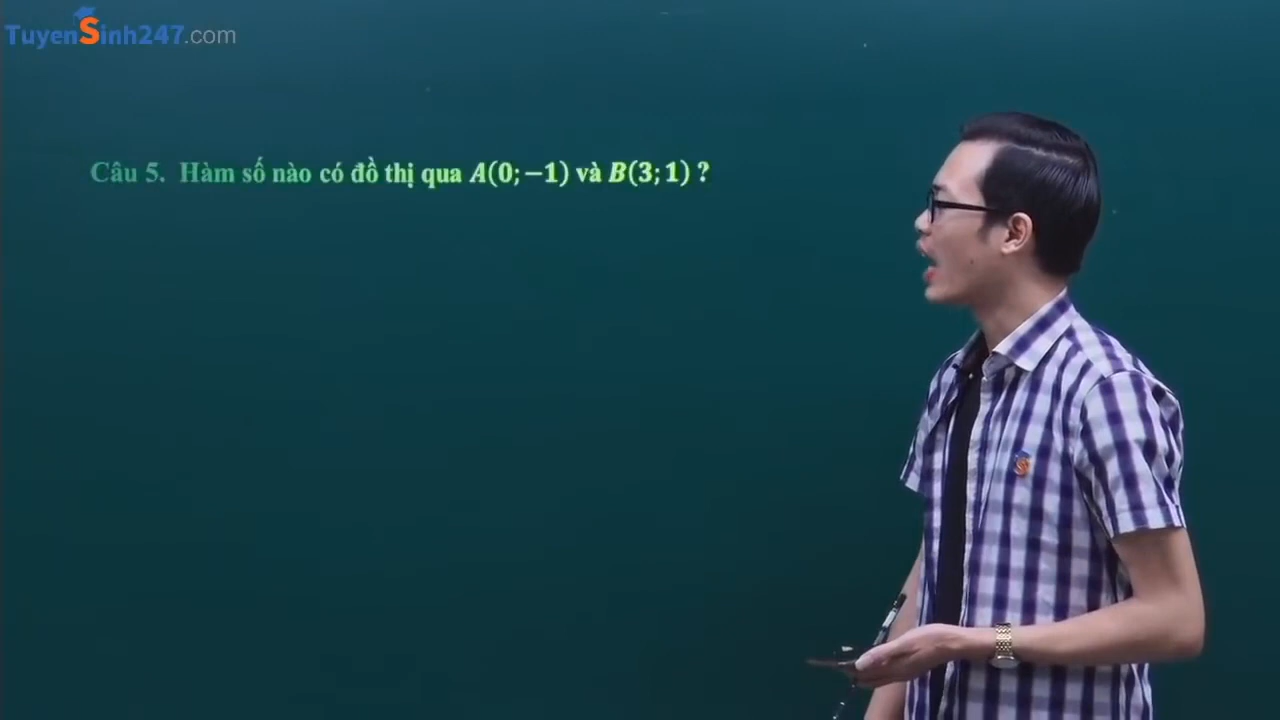 TuyenSinh247.com
Câu 5. Hàm số nào có đồ thị qua A(0; −1) và B(3; 1) ?